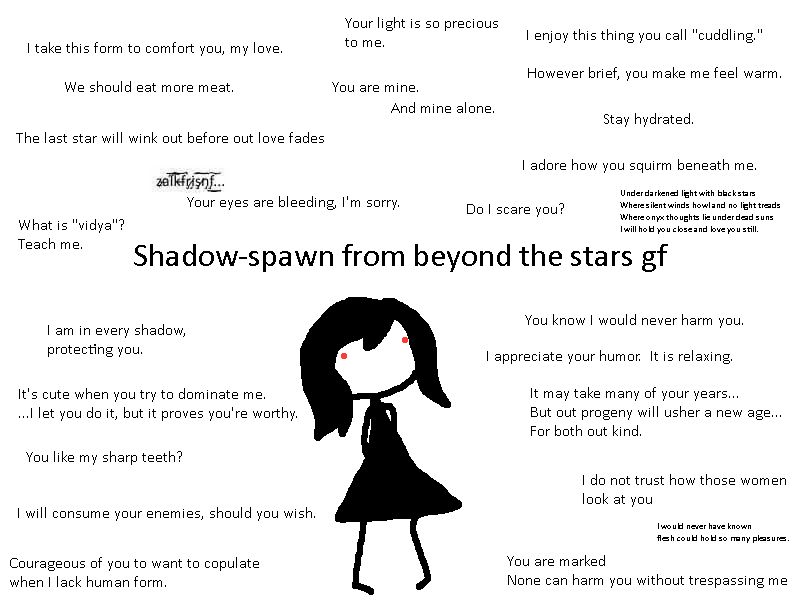 Your light is so precious
to me.
I enjoy this thing you call "cuddling."
I take this form to comfort you, my love.
However brief, you make me feel warm.
We should eat more meat.
You are mine.
And mine alone.
Stay hydrated.
The last star will wink out before out love fades
I adore how you squirm beneath me.
Your eyes are bleeding, I'm sorry.
Do I scare you?
Under darkened light with black stars
Where silent winds howl and no light treads
Where onyx thoughts lie under dead suns
I will hold you close and love you still.
What is "vidya"?
Teach me.
Shadow-spawn from beyond the stars gf
I am in every shadow,
protecting you.
You know I would never harm you.
I appreciate your humor. It is relaxing.
It's cute when you try to dominate me.
...I let you do it, but it proves you're worthy.
It may take many of your years...
But out progeny will usher a new age...
For both out kind.
You like my sharp teeth?
I do not trust how those women
look at you
I will consume your enemies, should you wish.
I would never have known
flesh could hold so many pleasures.
Courageous of you to want to copulate
when I lack human form.
You are marked
None can harm you without trespassing me